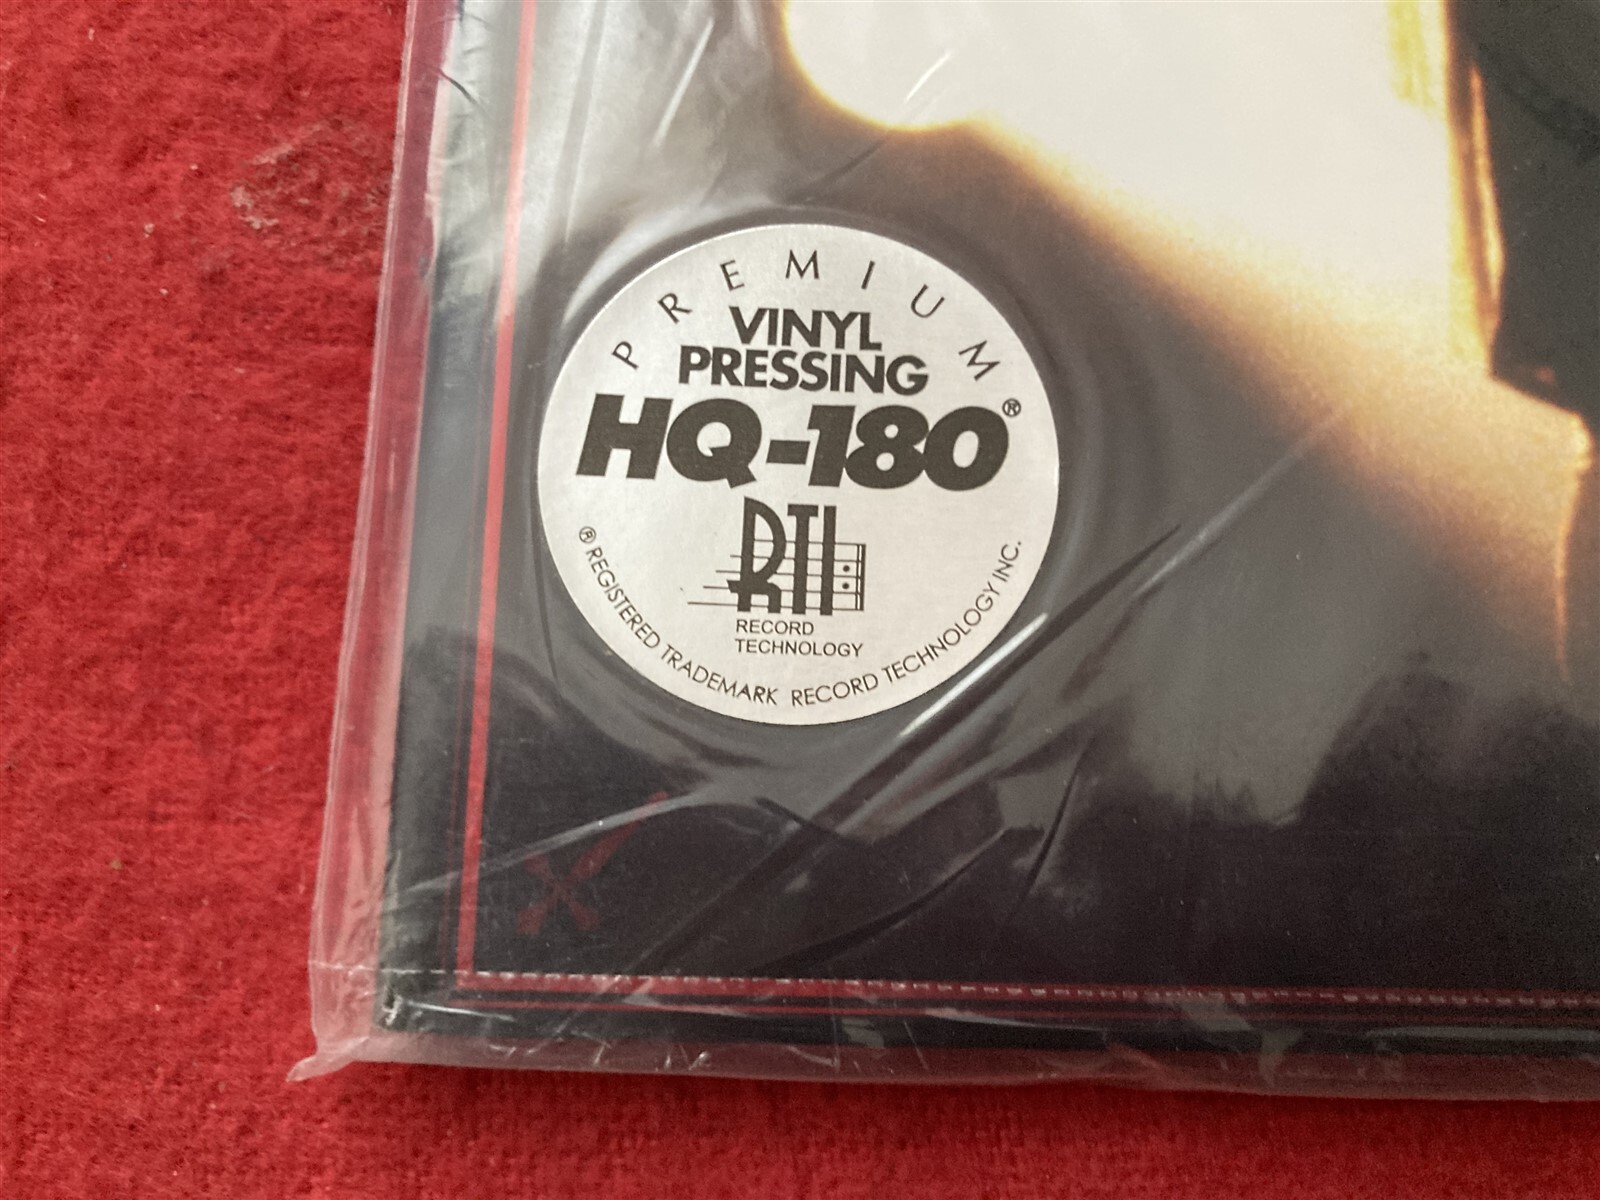 PREMIUM
VINYL
PRESSING
HQ-180®
RTI
RECORD
TECHNOLOGY
® REGISTERED TRADEMARK RECORD TECHNOLOGY INC.